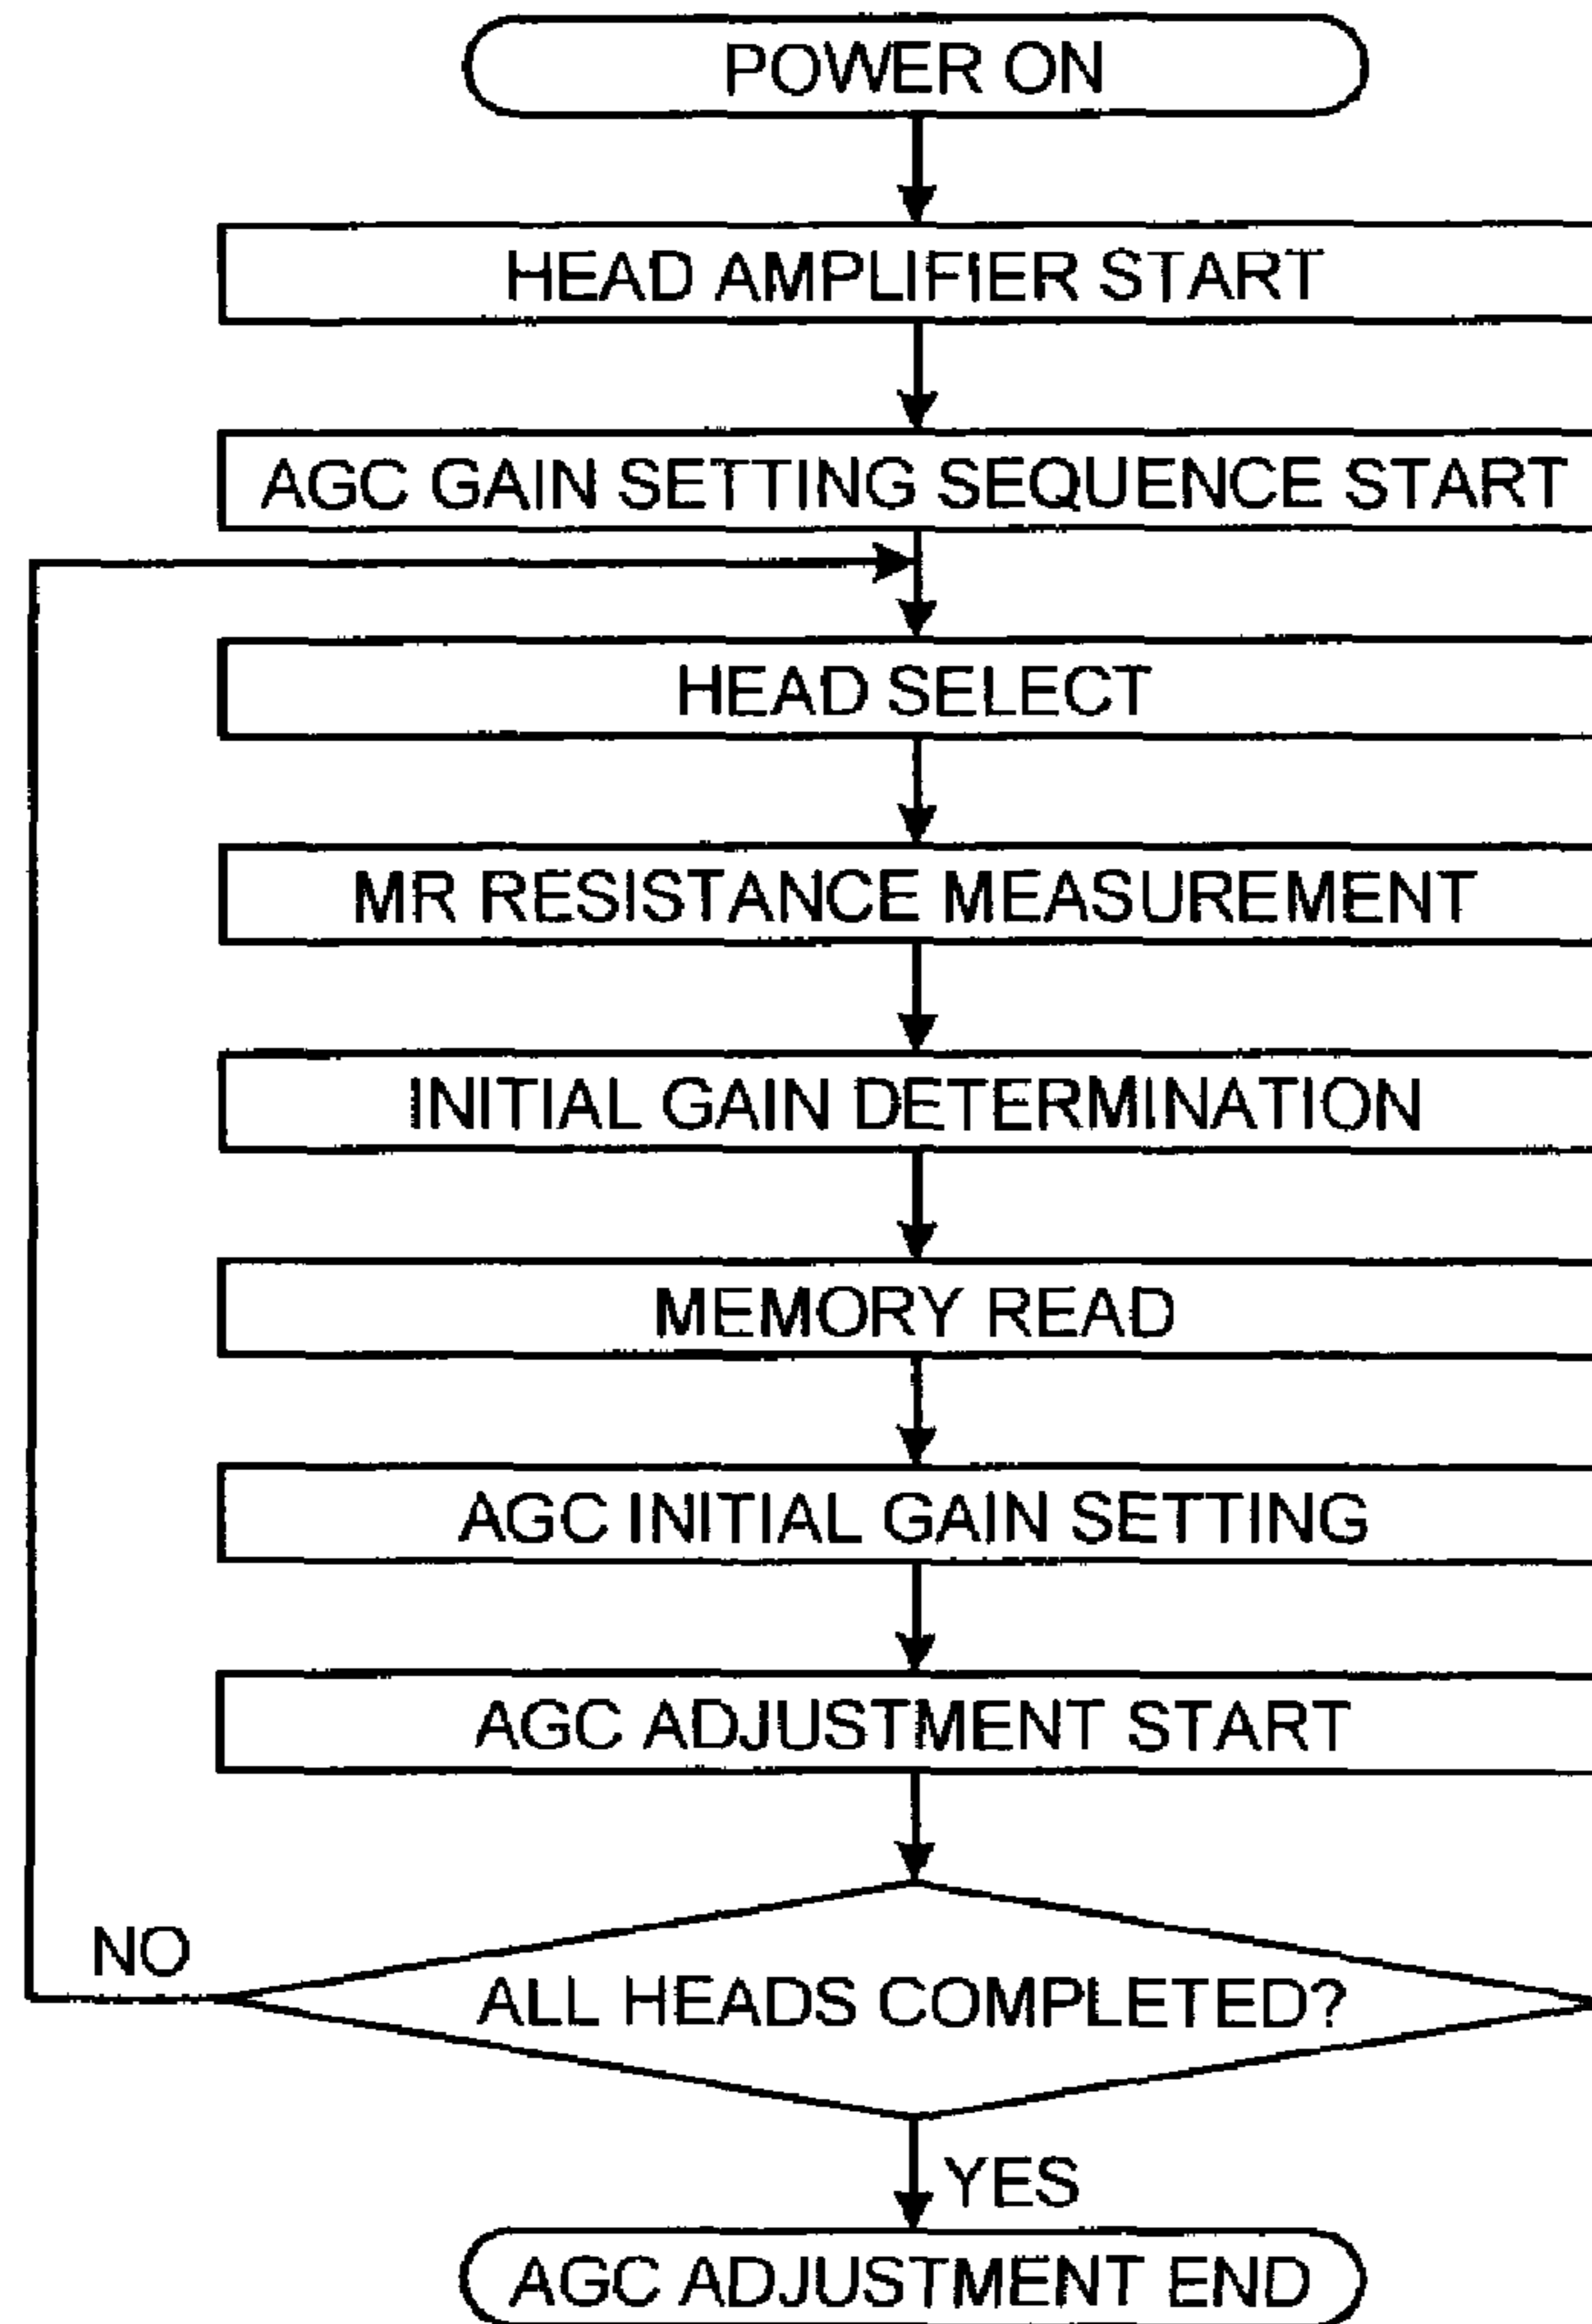 POWER ON
HEAD AMPLIFIER START
AGC GAIN SETTING SEQUENCE START
HEAD SELECT
MR RESISTANCE MEASUREMENT
INITIAL GAIN DETERMINATION
MEMORY READ
AGC INITIAL GAIN SETTING
AGC ADJUSTMENT START
NO
ALL HEADS COMPLETED?
YES
AGC ADJUSTMENT END